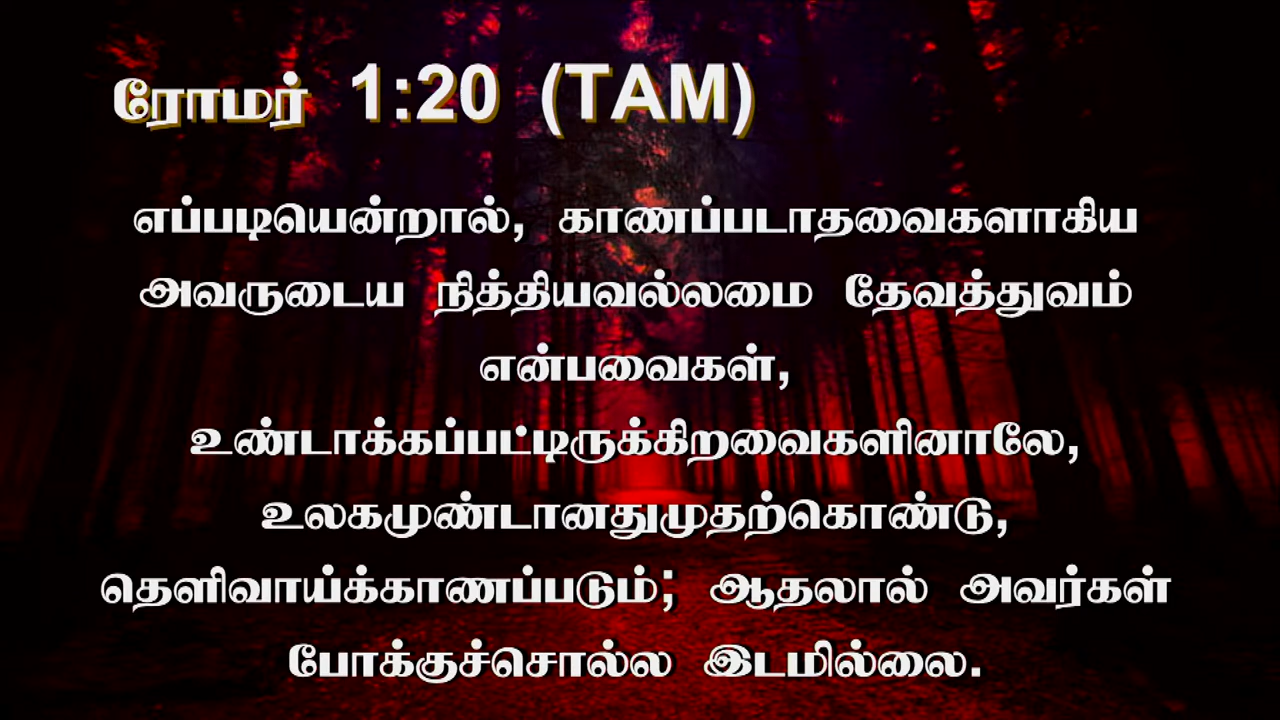 ரோமர் 1:20 (TAM)
எப்படியென்றால், காணப்படாதவைகளாகிய
அவருடைய நித்தியவல்லமை தேவத்துவம்
என்பவைகள்,
உண்டாக்கப்பட்டிருக்கிறவைகளினாலே,
உலகமுண்டானதுமுதற்கொண்டு,
தெளிவாய்க்காணப்படும்; ஆதலால் அவர்கள்
போக்குச்சொல்ல இடமில்லை.